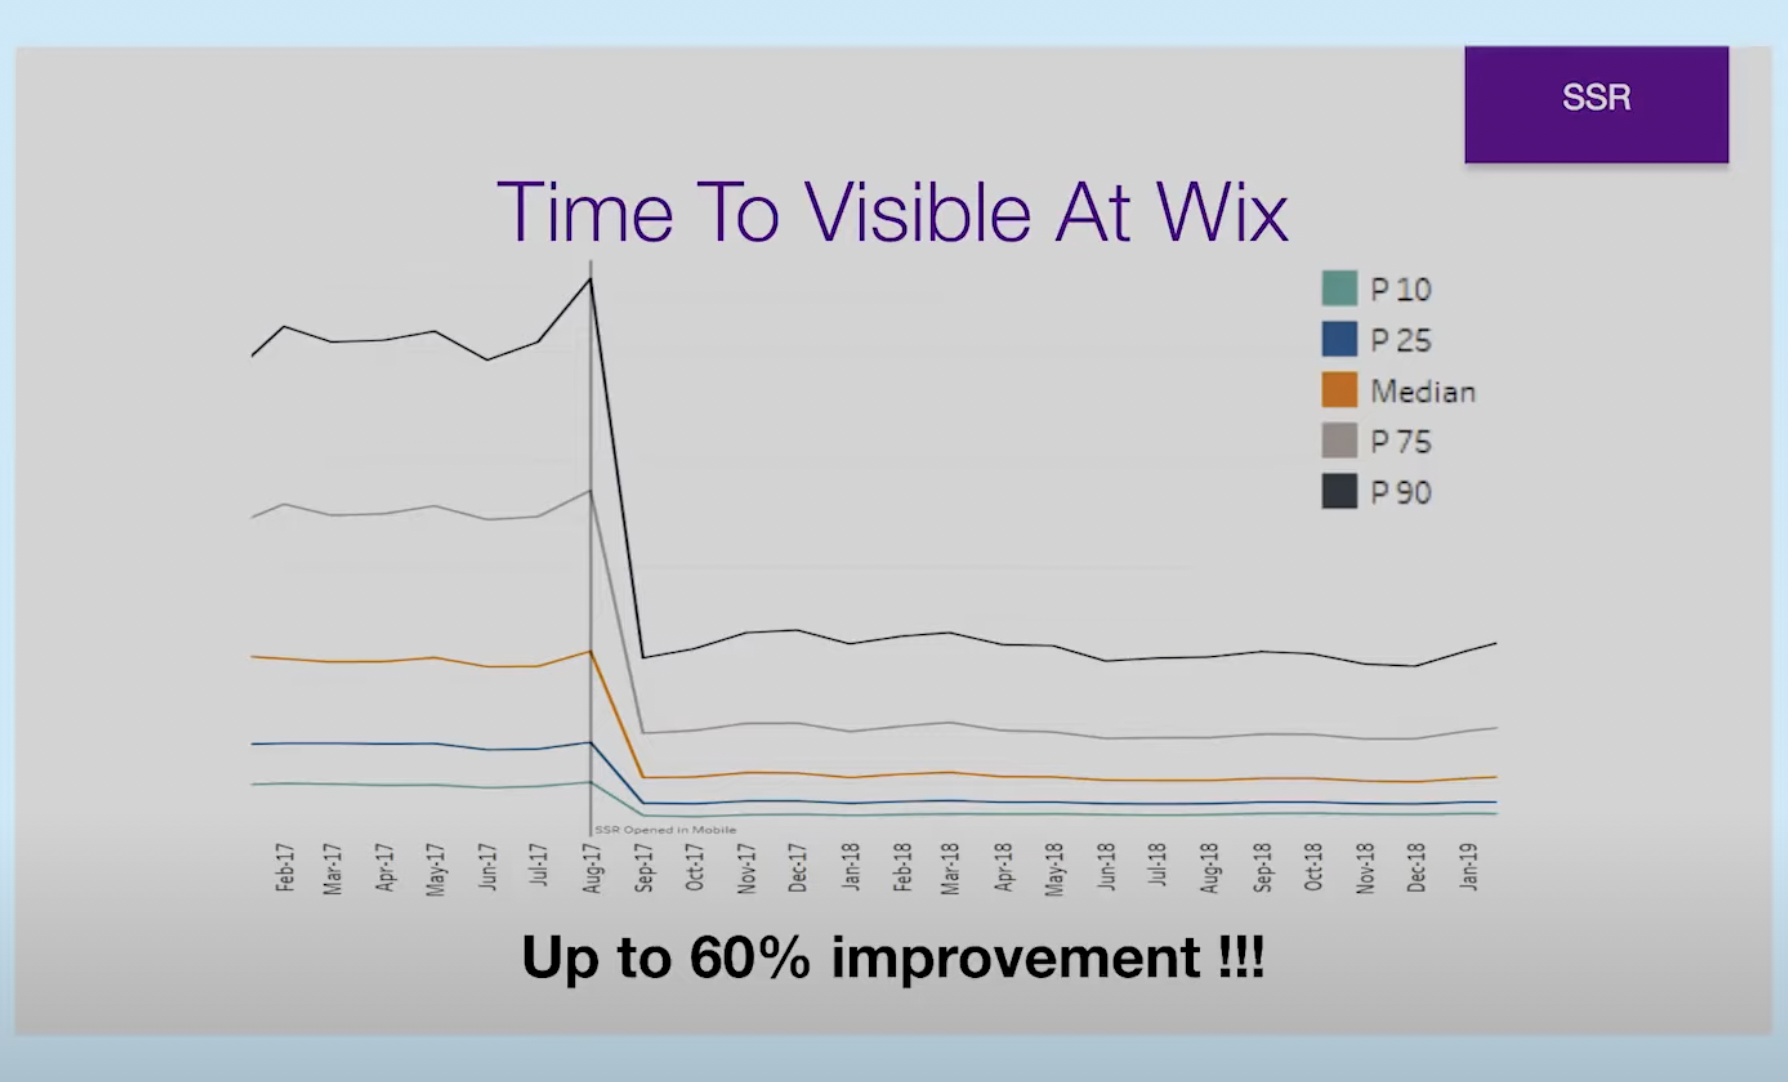 SSR
Time To Visible At Wix
P 10
P 25
Median
P 75
P 90
SSR Opened in Mobile
Feb-17
Mar-17
Apr-17
May-17
Jun-17
Jul-17
Aug-17
Sep-17
Oct-17
Nov-17
Dec-17
Jan-18
Feb-18
Mar-18
Apr-18
May-18
Jun-18
Jul-18
Aug-18
Sep-18
Oct-18
Nov-18
Dec-18
Jan-19
Up to 60% improvement !!!